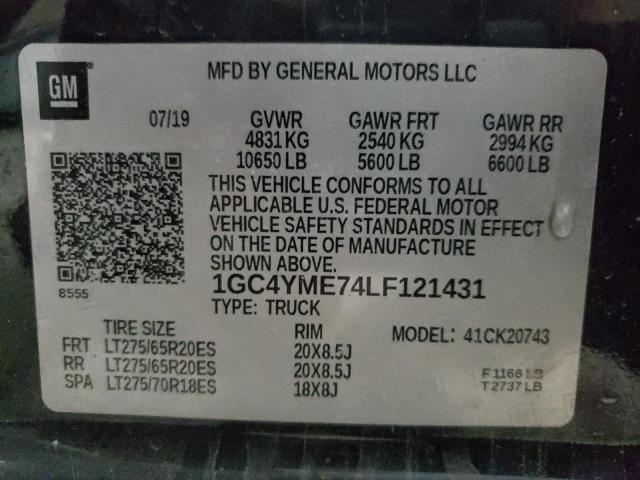 GM
MFD BY GENERAL MOTORS LLC
07/19 GVWR GAWR FRT GAWR RR
4831 KG 2540 KG 2994 KG
10650 LB 5600 LB 6600 LB
THIS VEHICLE CONFORMS TO ALL
APPLICABLE U.S. FEDERAL MOTOR
VEHICLE SAFETY STANDARDS IN EFFECT
ON THE DATE OF MANUFACTURE
SHOWN ABOVE.
8555
1GC4YME74LF121431
TYPE: TRUCK
TIRE SIZE RIM MODEL: 41CK20743
FRT LT275/65R20ES 20X8.5J
RR LT275/65R20ES 20X8.5J F1166 LB
SPA LT275/70R18ES 18X8J T2737 LB